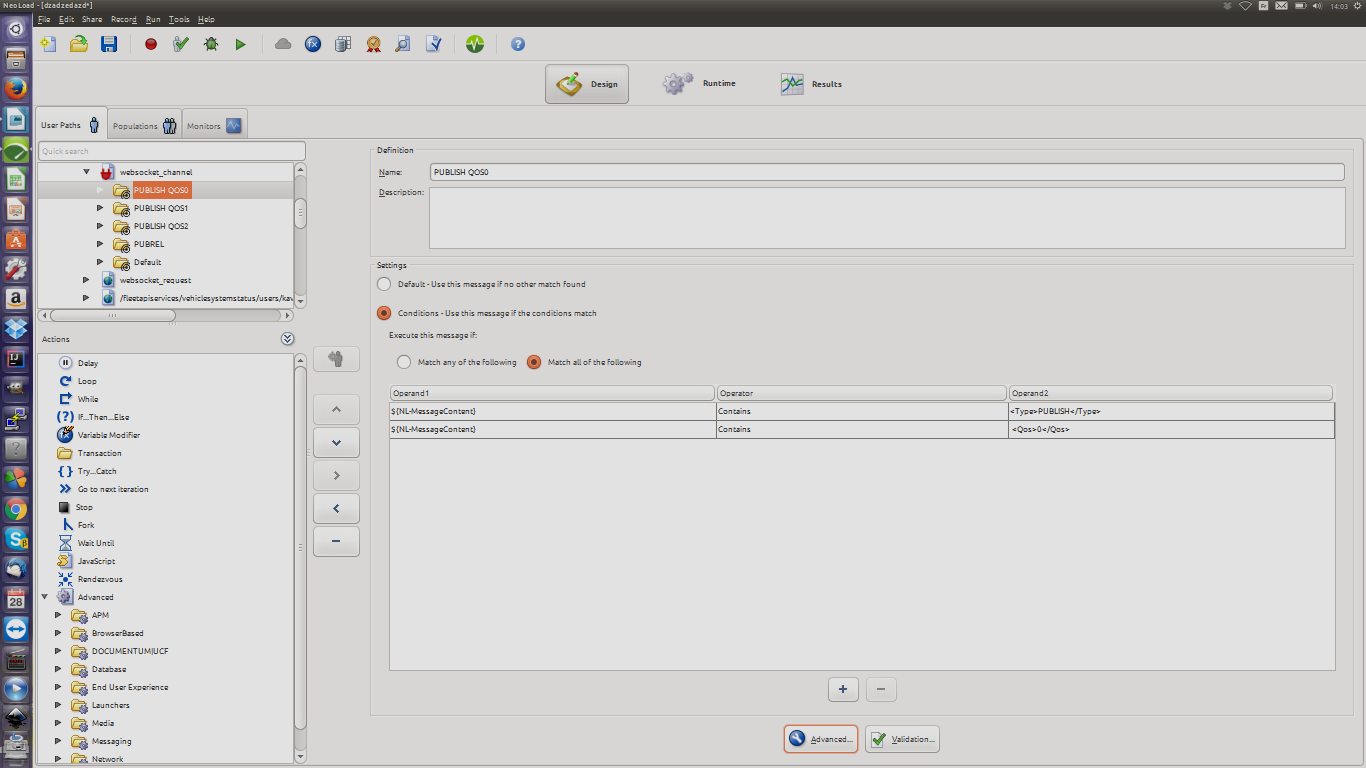 NeoLoad - [dzadzedazd*]
Fr
14:03
File Edit Share Record Run Tools Help
Design
Runtime
Results
User Paths
Populations
Monitors
Quick search
websocket_channel
PUBLISH QOS0
PUBLISH QOS1
PUBLISH QOS2
PUBREL
Default
websocket_request
/fleetapiservices/vehiclesystemstatus/users/kav
Actions
Delay
Loop
While
If...Then...Else
Variable Modifier
Transaction
Try...Catch
Go to next iteration
Stop
Fork
Wait Until
JavaScript
Rendezvous
Advanced
APM
BrowserBased
DOCUMENTUM|UCF
Database
End User Experience
Launchers
Media
Messaging
Network
28
Definition
Name: PUBLISH QOS0
Description:
Settings
Default - Use this message if no other match found
Conditions - Use this message if the conditions match
Execute this message if:
Match any of the following Match all of the following
Operand1 Operator Operand2
${NL-MessageContent} Contains <Type>PUBLISH</Type>
${NL-MessageContent} Contains <Qos>0</Qos>
Advanced...
Validation...